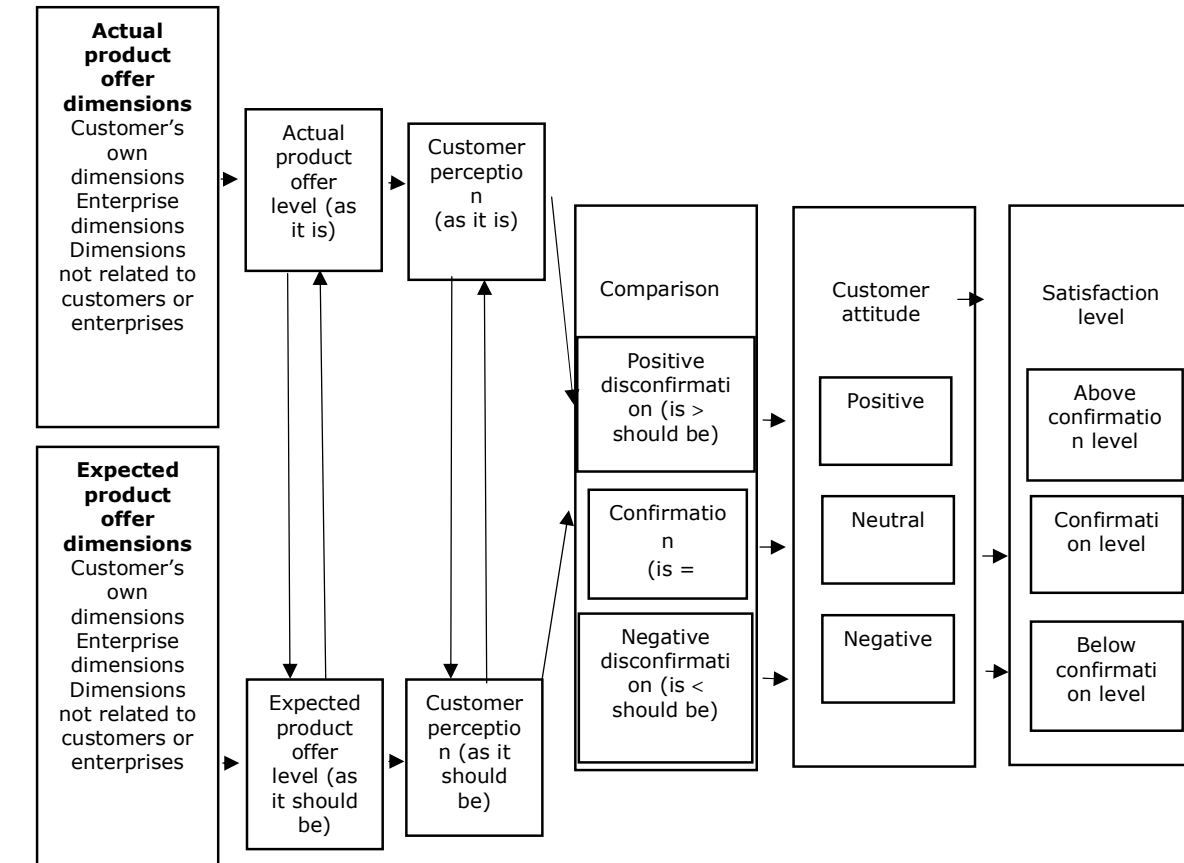 Actual
product
offer
dimensions
Customer's
own
dimensions
Enterprise
dimensions
Dimensions
not related to
customers or
enterprises
Actual
product
offer
level (as
it is)
Customer
perceptio
n
(as it is)
Comparison
Positive
disconfirmati
on (is >
should be)
Confirmatio
n
(is =
Negative
disconfirmati
on (is <
should be)
Customer
attitude
Positive
Neutral
Negative
Satisfaction
level
Above
confirmatio
n level
Confirmati
on level
Below
confirmati
on level
Expected
product
offer
dimensions
Customer's
own
dimensions
Enterprise
dimensions
Dimensions
not related to
customers or
enterprises
Expected
product
offer
level (as
it should
be)
Customer
perceptio
n (as it
should
be)